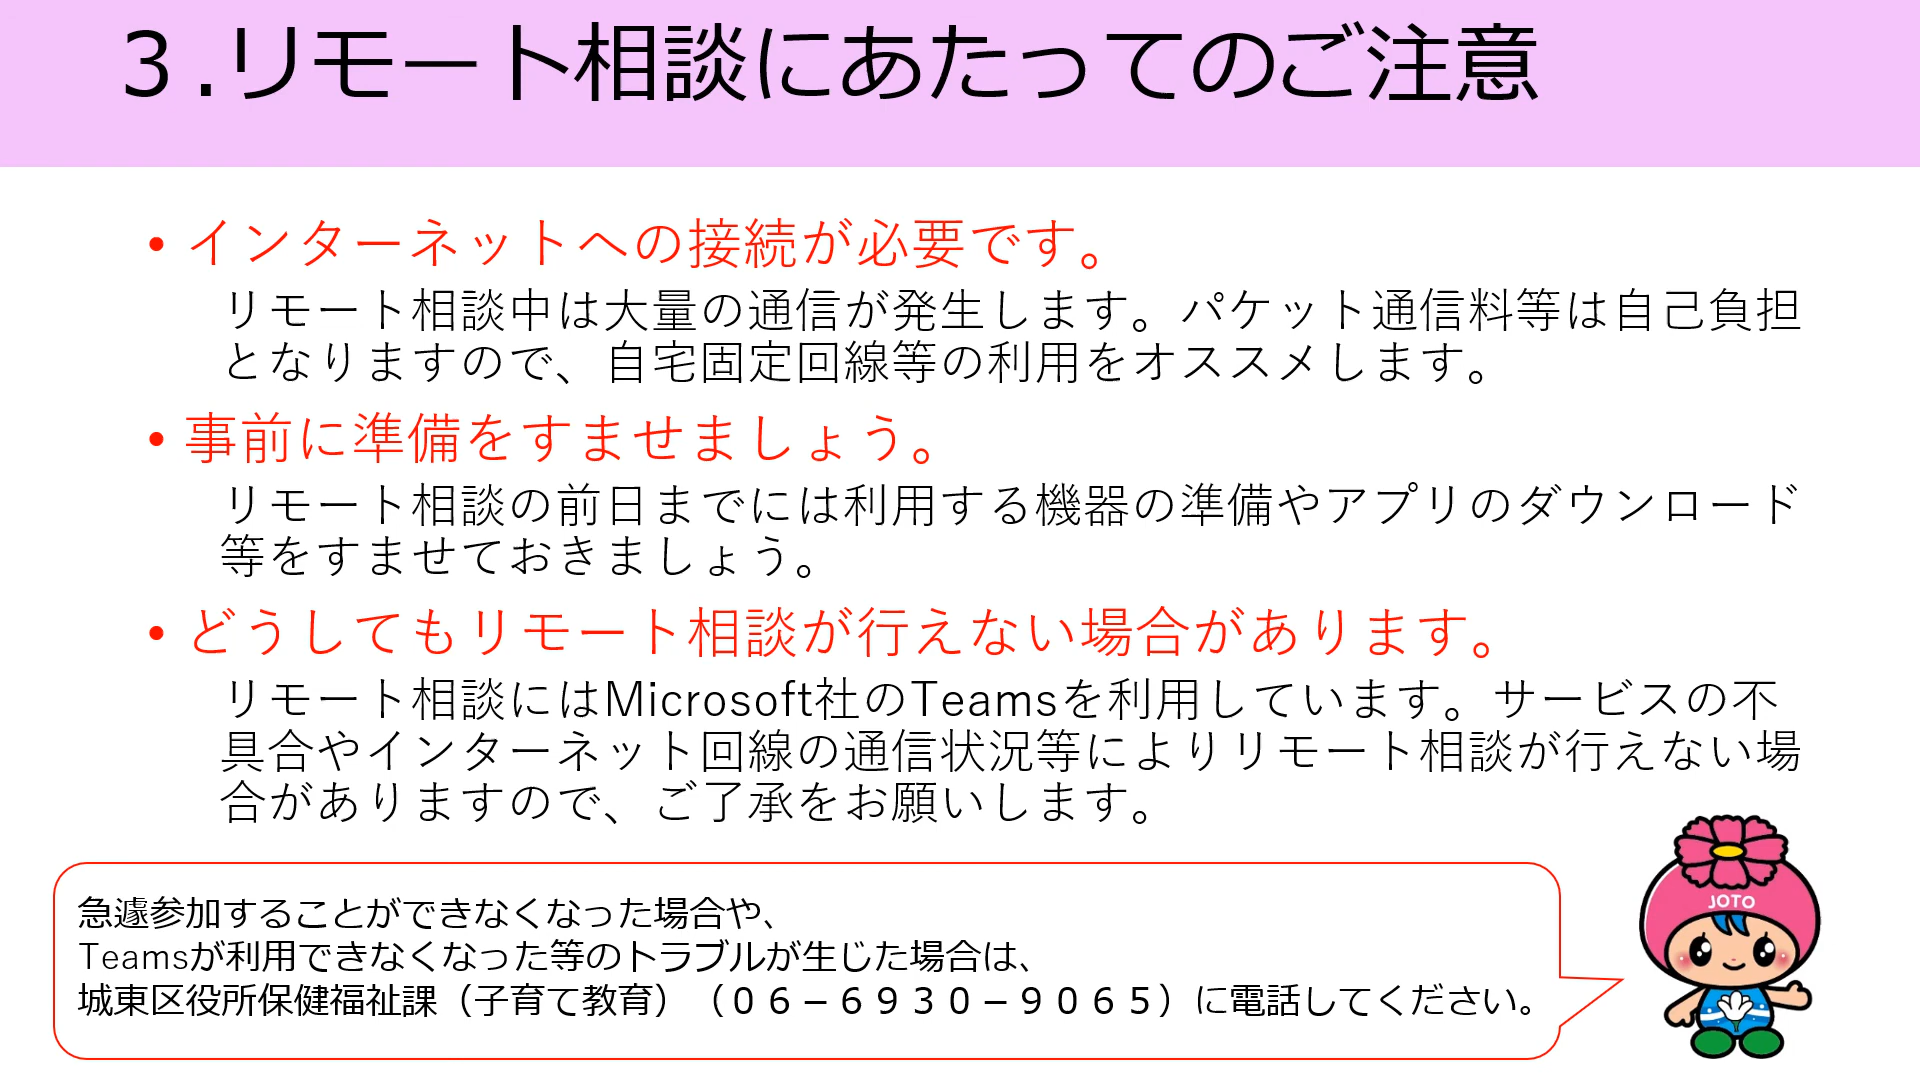 ３.リモート相談にあたってのご注意
• インターネットへの接続が必要です。
リモート相談中は大量の通信が発生します。パケット通信料等は自己負担
となりますので、自宅固定回線等の利用をオススメします。
• 事前に準備をすませましょう。
リモート相談の前日までには利用する機器の準備やアプリのダウンロード
等をすませておきましょう。
• どうしてもリモート相談が行えない場合があります。
リモート相談にはMicrosoft社のTeamsを利用しています。サービスの不
具合やインターネット回線の通信状況等によりリモート相談が行えない場
合がありますので、ご了承をお願いします。
急遽参加することができなくなった場合や、
Teamsが利用できなくなった等のトラブルが生じた場合は、
城東区役所保健福祉課（子育て教育）（０６－６９３０－９０６５）に電話してください。
JOTO